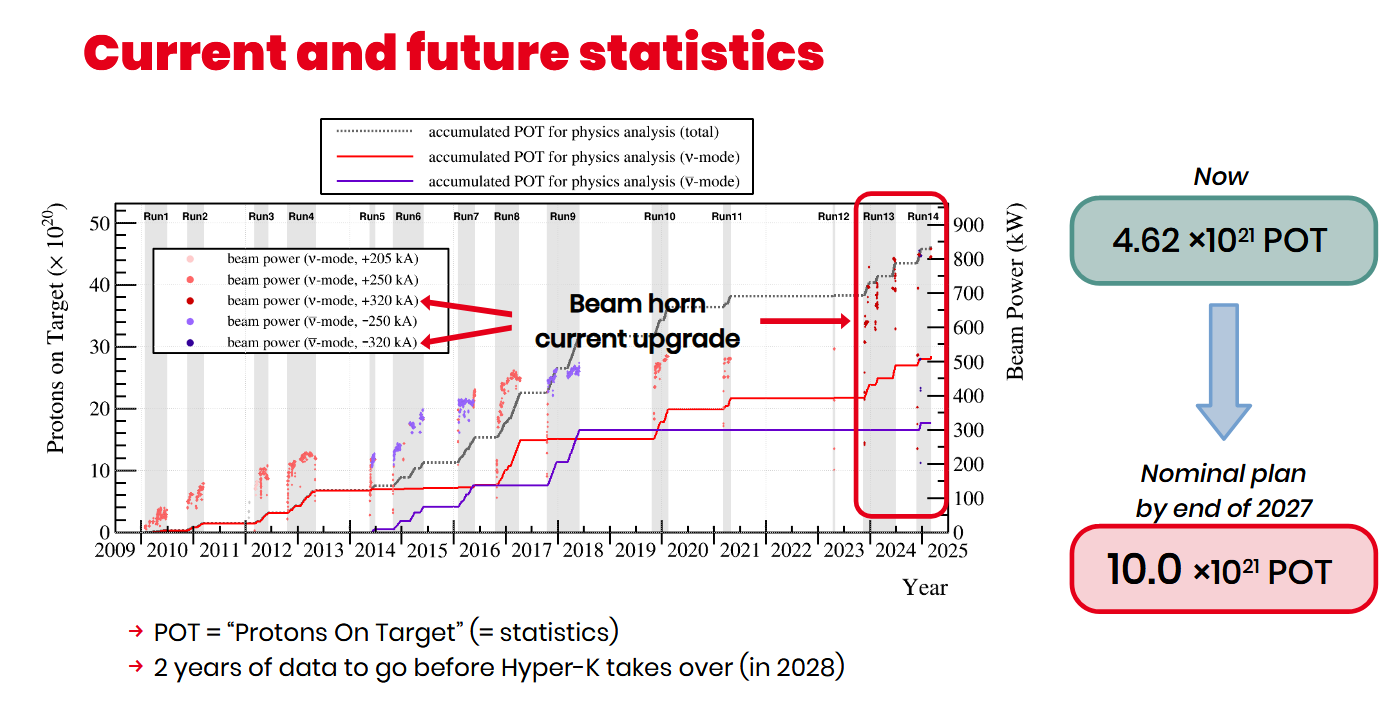 Current and future statistics
accumulated POT for physics analysis (total)
accumulated POT for physics analysis (ν-mode)
accumulated POT for physics analysis (ν̅-mode)
Protons on Target (× 10²⁰)
50
40
30
20
10
0
Run1 Run2 Run3 Run4 Run5 Run6 Run7 Run8 Run9 Run10 Run11 Run12 Run13 Run14
beam power (ν-mode, +205 kA)
beam power (ν-mode, +250 kA)
beam power (ν-mode, +320 kA)
beam power (ν̅-mode, −250 kA)
beam power (ν̅-mode, −320 kA)
Beam horn
current upgrade
900
800
700
600
500
400
300
200
100
0
Beam Power (kW)
2009 2010 2011 2012 2013 2014 2015 2016 2017 2018 2019 2020 2021 2022 2023 2024 2025
Year
Now
4.62 ×10²¹ POT
Nominal plan
by end of 2027
10.0 ×10²¹ POT
→ POT = “Protons On Target” (= statistics)
→ 2 years of data to go before Hyper-K takes over (in 2028)